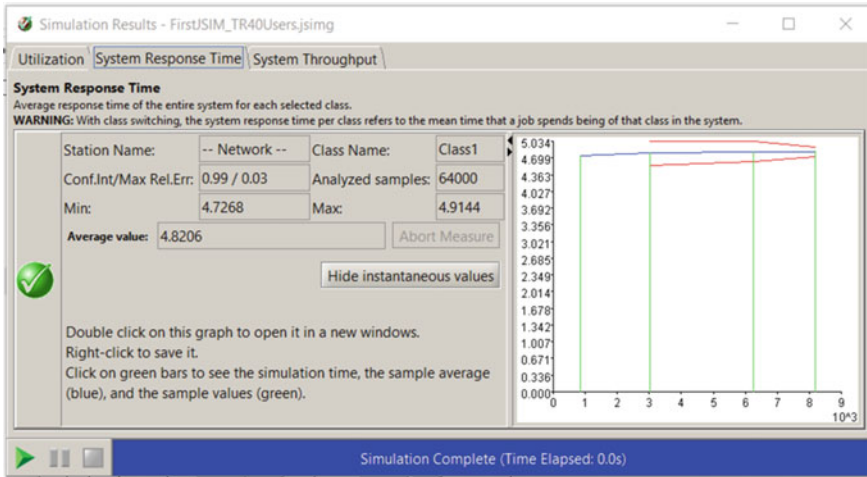 Simulation Results - FirstJSIM_TR40Users.jsimg
Utilization System Response Time System Throughput
System Response Time
Average response time of the entire system for each selected class.
WARNING: With class switching, the system response time per class refers to the mean time that a job spends being of that class in the system.
Station Name: -- Network -- Class Name: Class1
Conf.Int/Max Rel.Err: 0.99 / 0.03 Analyzed samples: 64000
Min: 4.7268 Max: 4.9144
Average value: 4.8206 Abort Measure
Hide instantaneous values
Double click on this graph to open it in a new windows.
Right-click to save it.
Click on green bars to see the simulation time, the sample average
(blue), and the sample values (green).
5.034
4.699
4.363
4.027
3.692
3.356
3.021
2.685
2.349
2.014
1.678
1.342
1.007
0.671
0.336
0.000
0 1 2 3 4 5 6 7 8 9
10^3
Simulation Complete (Time Elapsed: 0.0s)